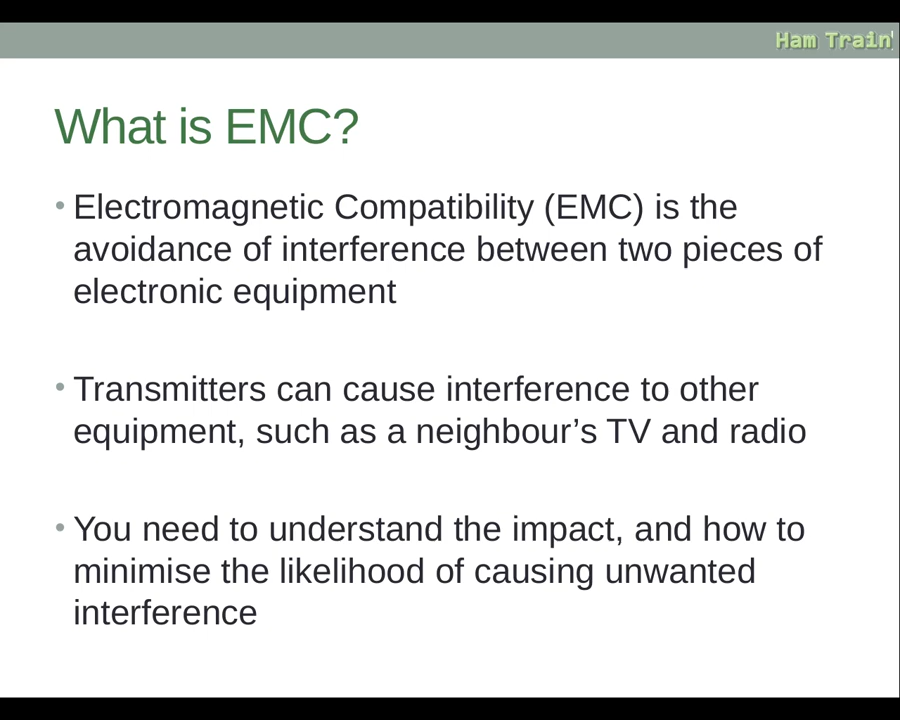 Ham Train
What is EMC?
• Electromagnetic Compatibility (EMC) is the
avoidance of interference between two pieces of
electronic equipment
• Transmitters can cause interference to other
equipment, such as a neighbour’s TV and radio
• You need to understand the impact, and how to
minimise the likelihood of causing unwanted
interference